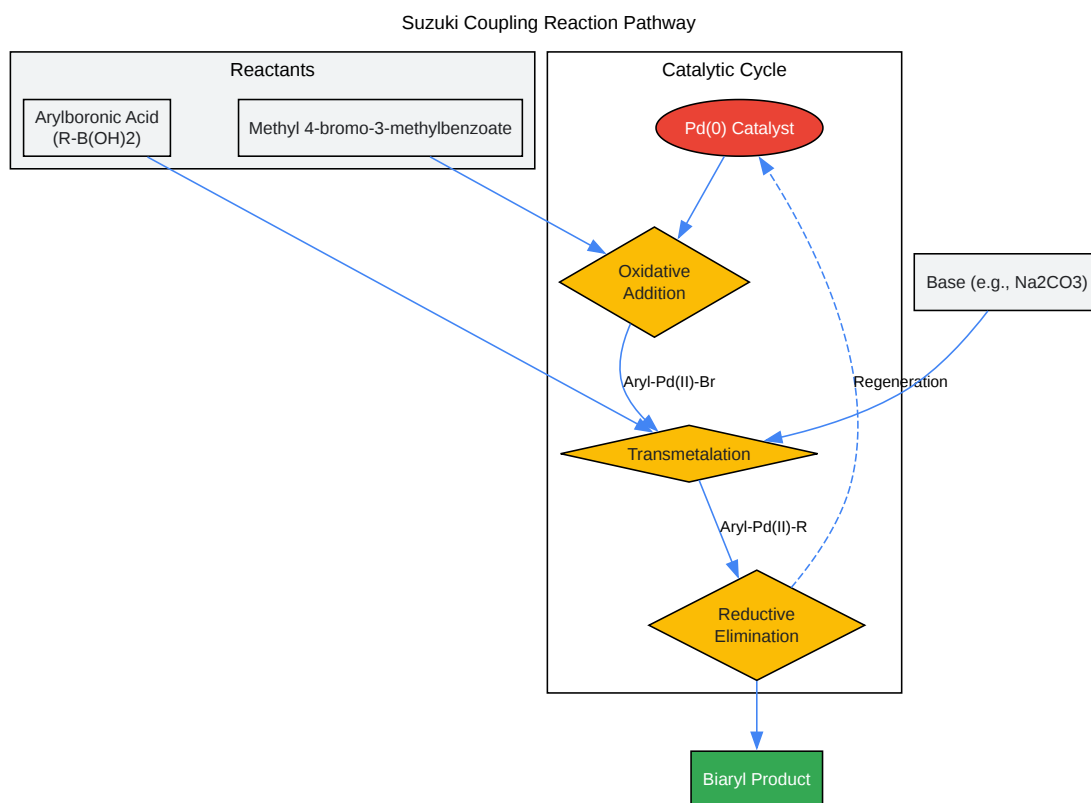 Suzuki Coupling Reaction Pathway
Reactants
Arylboronic Acid
(R-B(OH)2)
Methyl 4-bromo-3-methylbenzoate
Catalytic Cycle
Pd(0) Catalyst
Oxidative
Addition
Base (e.g., Na2CO3)
Aryl-Pd(II)-Br
Regeneration
Transmetalation
Aryl-Pd(II)-R
Reductive
Elimination
Biaryl Product